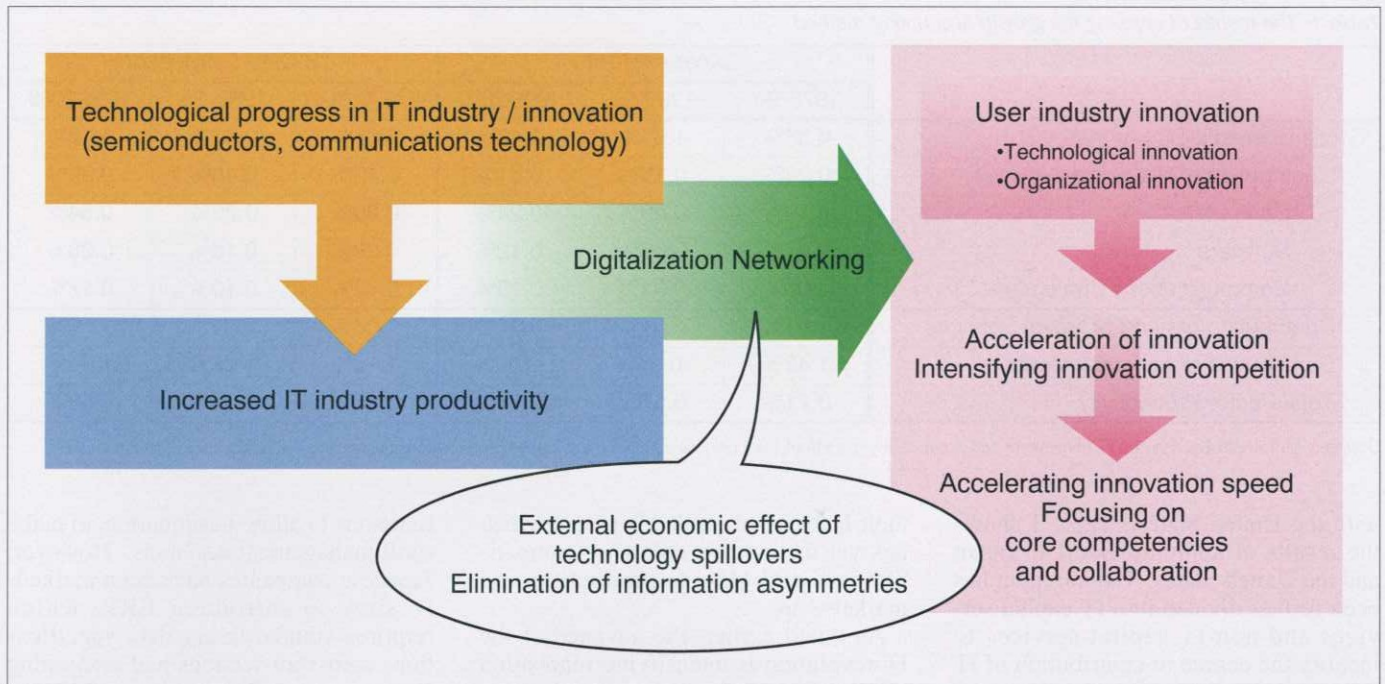 Technological progress in IT industry / innovation
(semiconductors, communications technology)
Increased IT industry productivity
Digitalization Networking
External economic effect of
technology spillovers
Elimination of information asymmetries
User industry innovation
•Technological innovation
•Organizational innovation
Acceleration of innovation
Intensifying innovation competition
Accelerating innovation speed
Focusing on
core competencies
and collaboration